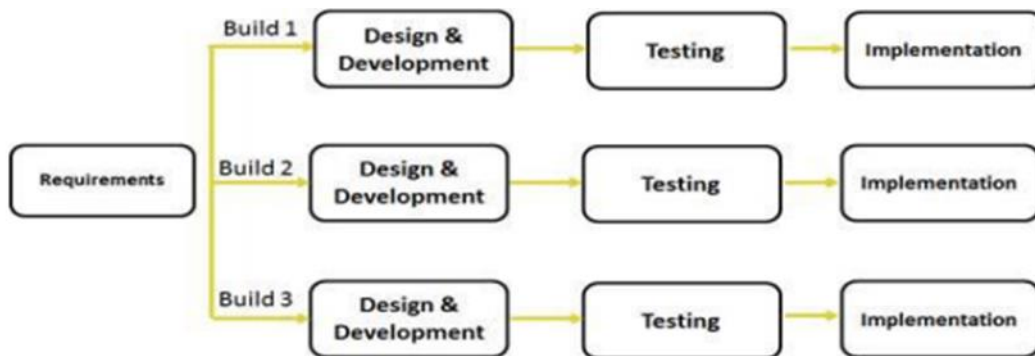 Build 1
Design &
Development
Testing
Implementation
Requirements
Build 2
Design &
Development
Testing
Implementation
Build 3
Design &
Development
Testing
Implementation